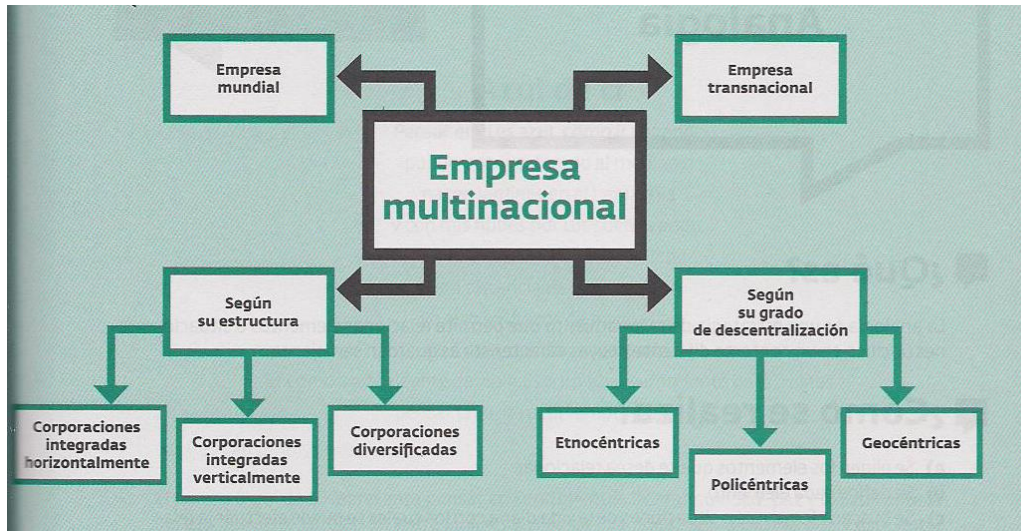 Empresa
mundial
Empresa
transnacional
Empresa
multinacional
Según
su estructura
Según
su grado
de descentralización
Corporaciones
integradas
horizontalmente
Corporaciones
integradas
verticalmente
Corporaciones
diversificadas
Etnocéntricas
Policéntricas
Geocéntricas